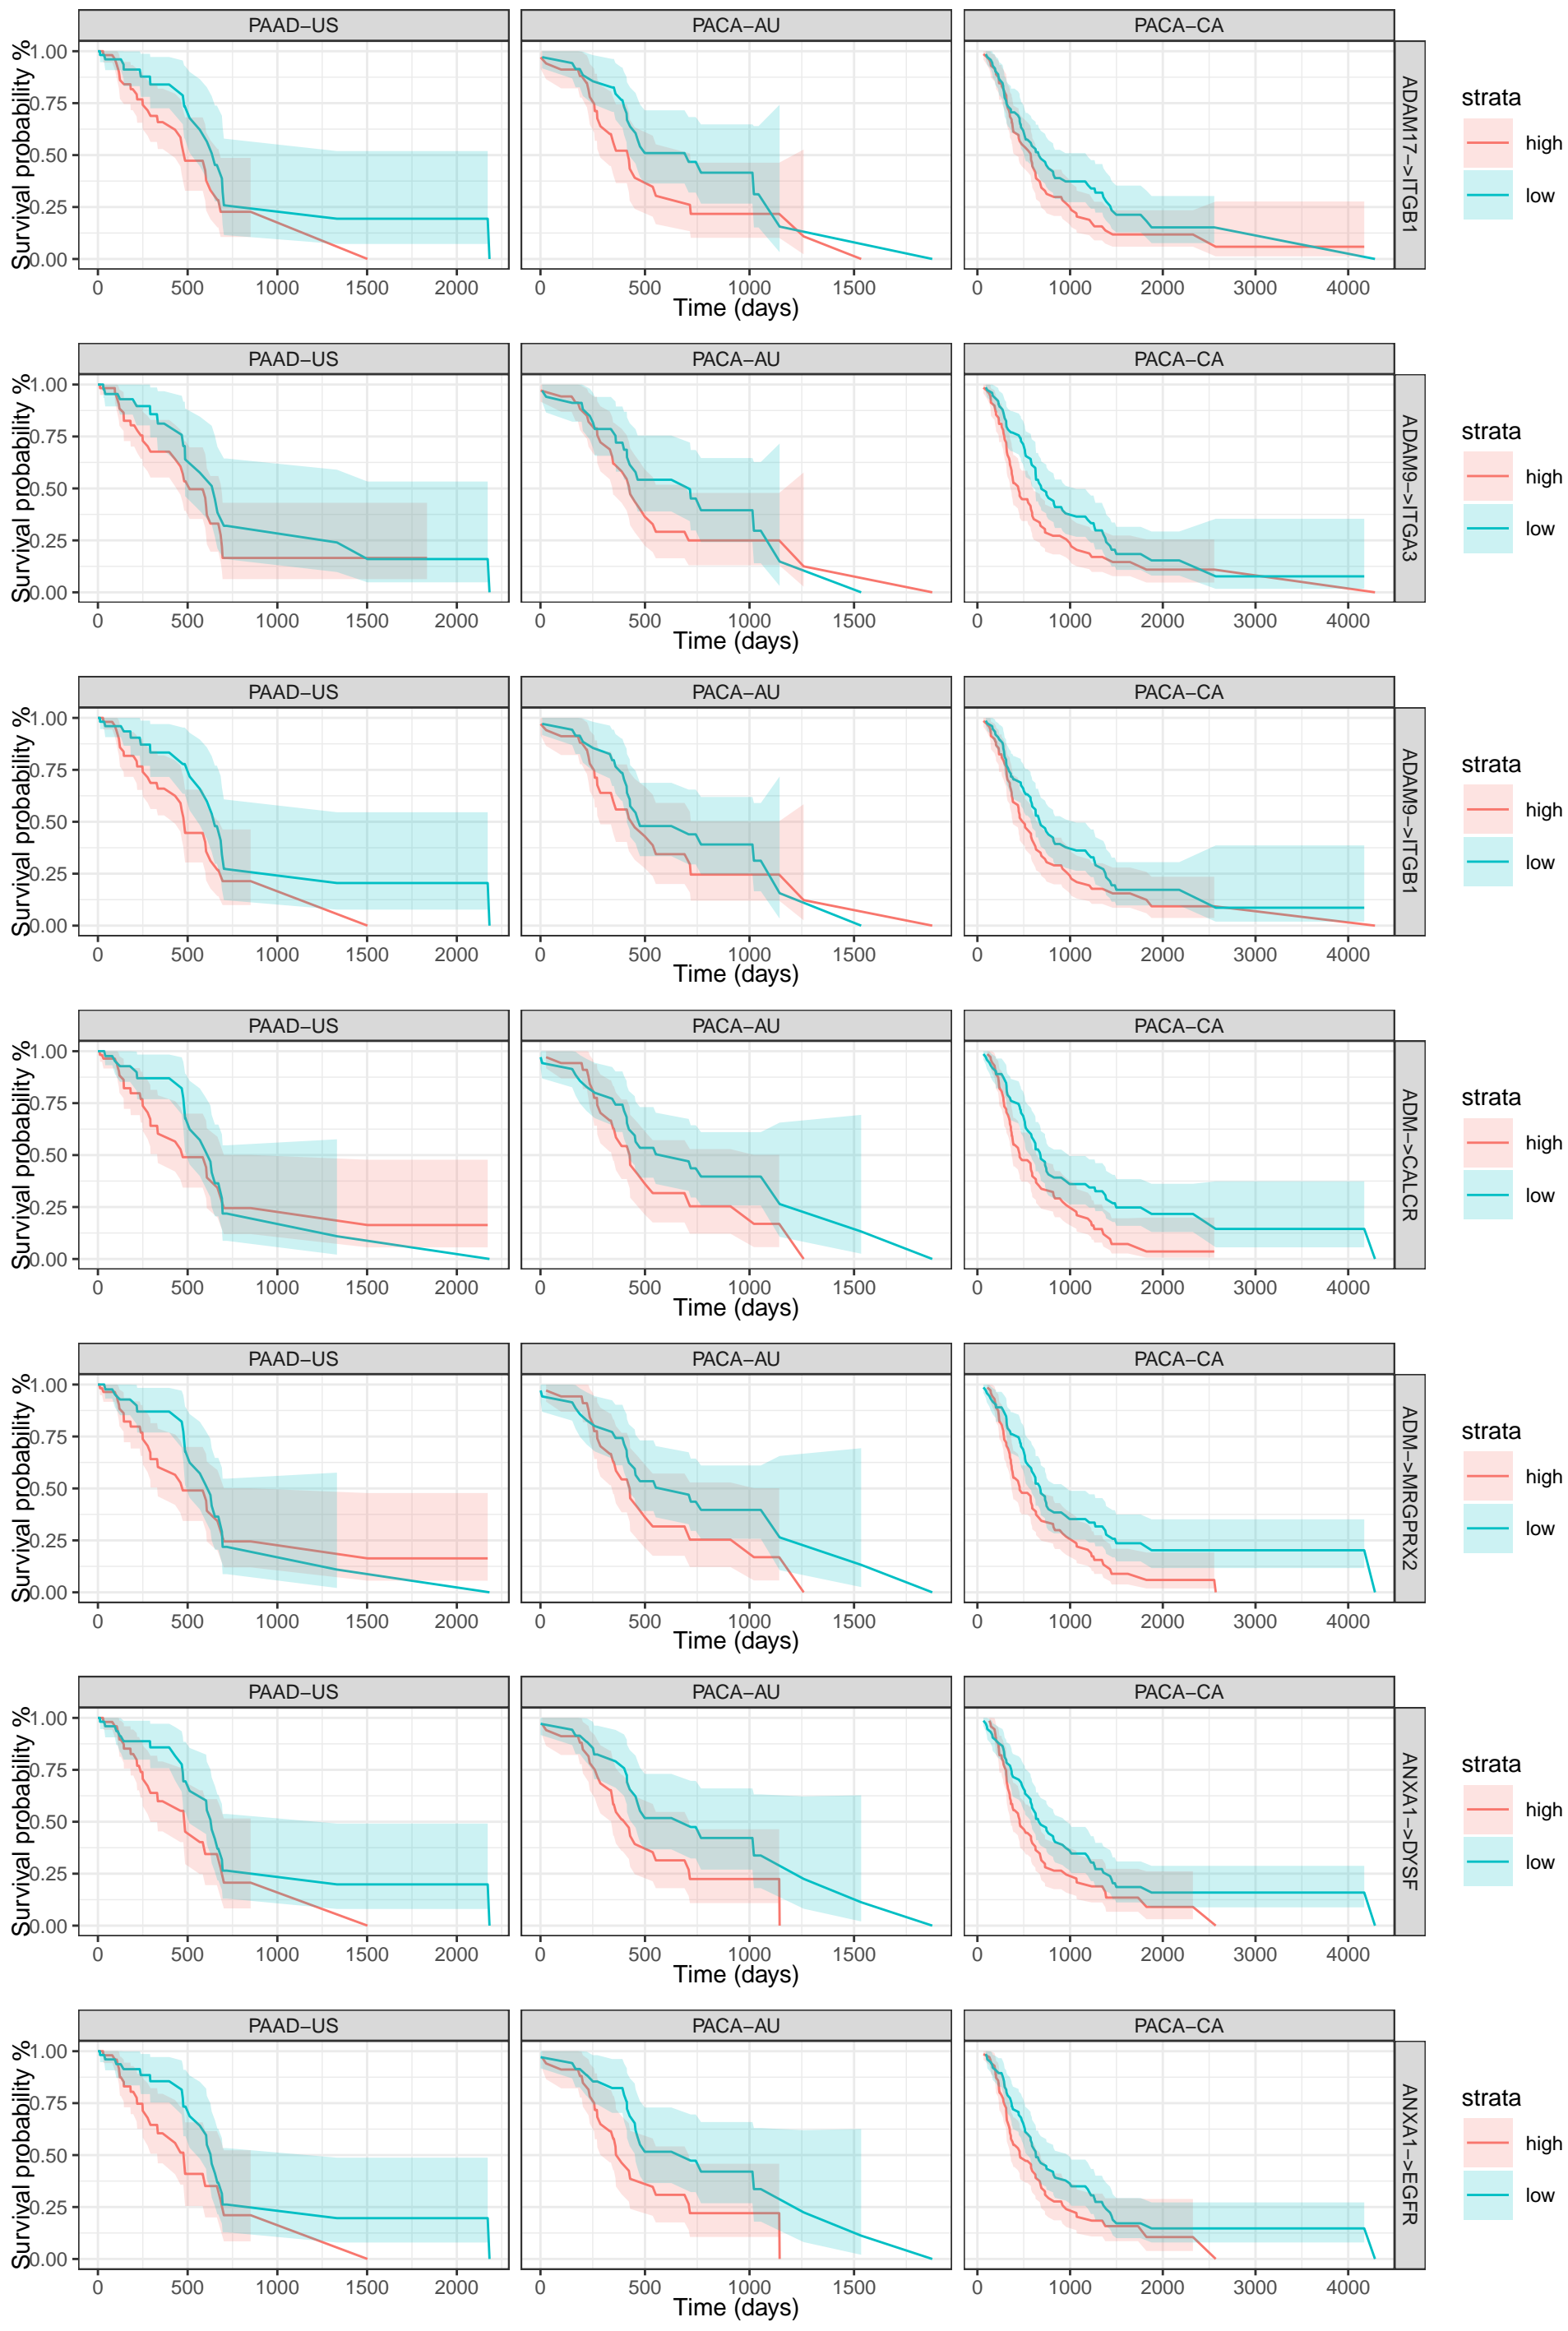 PAAD−US PACA−AU PACA−CA
Survival probability %
1.00
0.75
0.50
0.25
0.00
ADAM17−>ITGB1
strata
high
low
0 500 1000 1500 2000 0 500 1000 1500 0 1000 2000 3000 4000
Time (days)
PAAD−US PACA−AU PACA−CA
Survival probability %
1.00
0.75
0.50
0.25
0.00
ADAM9−>ITGA3
strata
high
low
0 500 1000 1500 2000 0 500 1000 1500 0 1000 2000 3000 4000
Time (days)
PAAD−US PACA−AU PACA−CA
Survival probability %
1.00
0.75
0.50
0.25
0.00
ADAM9−>ITGB1
strata
high
low
0 500 1000 1500 2000 0 500 1000 1500 0 1000 2000 3000 4000
Time (days)
PAAD−US PACA−AU PACA−CA
Survival probability %
1.00
0.75
0.50
0.25
0.00
ADM−>CALCR
strata
high
low
0 500 1000 1500 2000 0 500 1000 1500 0 1000 2000 3000 4000
Time (days)
PAAD−US PACA−AU PACA−CA
Survival probability %
1.00
0.75
0.50
0.25
0.00
ADM−>MRGPRX2
strata
high
low
0 500 1000 1500 2000 0 500 1000 1500 0 1000 2000 3000 4000
Time (days)
PAAD−US PACA−AU PACA−CA
Survival probability %
1.00
0.75
0.50
0.25
0.00
ANXA1−>DYSF
strata
high
low
0 500 1000 1500 2000 0 500 1000 1500 0 1000 2000 3000 4000
Time (days)
PAAD−US PACA−AU PACA−CA
Survival probability %
1.00
0.75
0.50
0.25
0.00
ANXA1−>EGFR
strata
high
low
0 500 1000 1500 2000 0 500 1000 1500 0 1000 2000 3000 4000
Time (days)